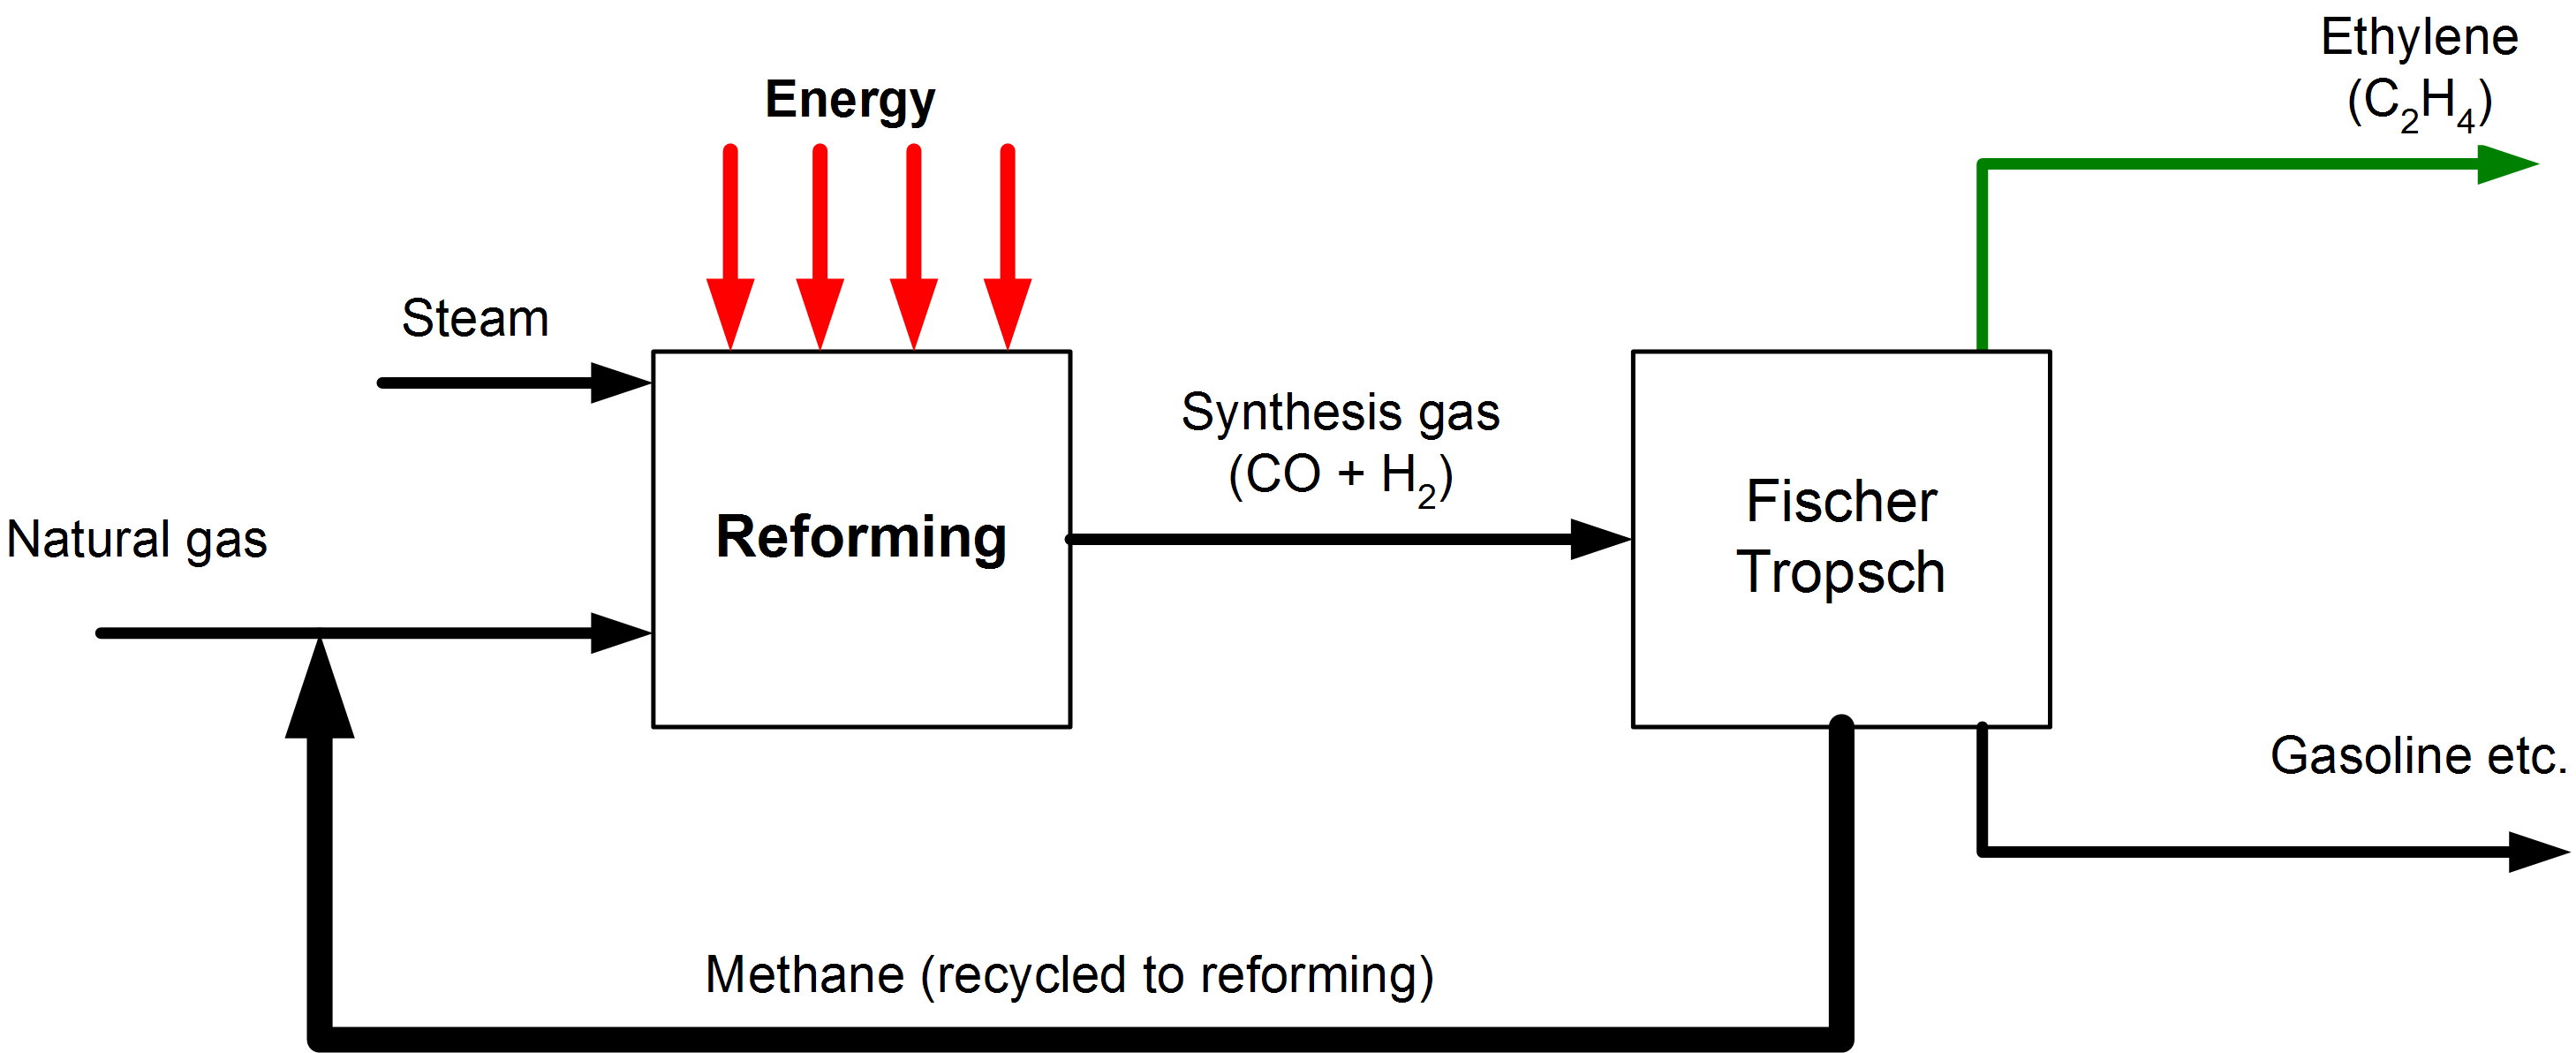 Ethylene
(C₂H₄)
Energy
Steam
Synthesis gas
(CO + H₂)
Natural gas
Reforming
Fischer
Tropsch
Gasoline etc.
Methane (recycled to reforming)